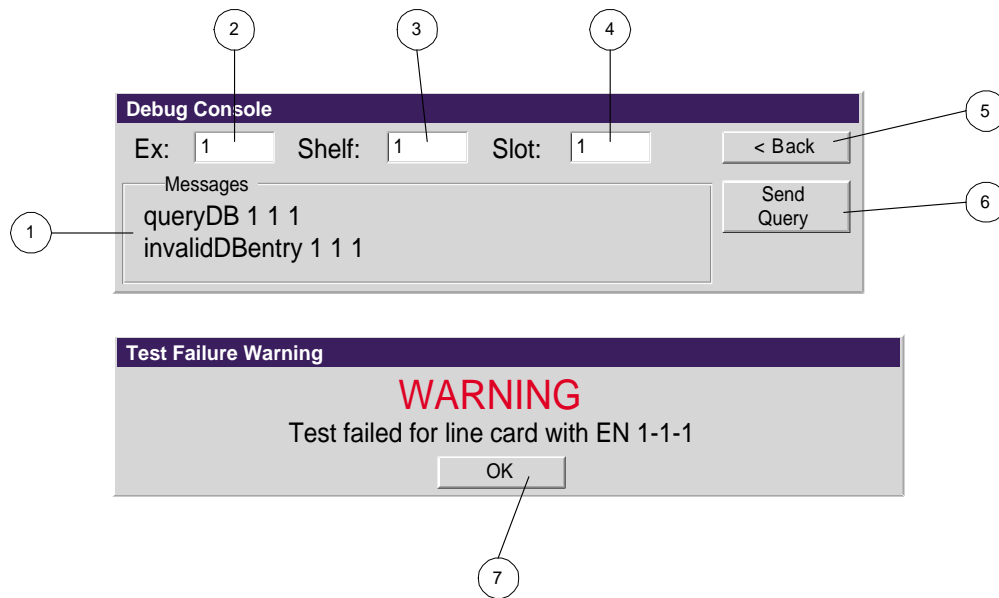 2
3
4
Debug Console
5
Ex: 1 Shelf: 1 Slot: 1 < Back
Messages
Send
Query
6
queryDB 1 1 1
1
invalidDBentry 1 1 1
Test Failure Warning
WARNING
Test failed for line card with EN 1-1-1
OK
7